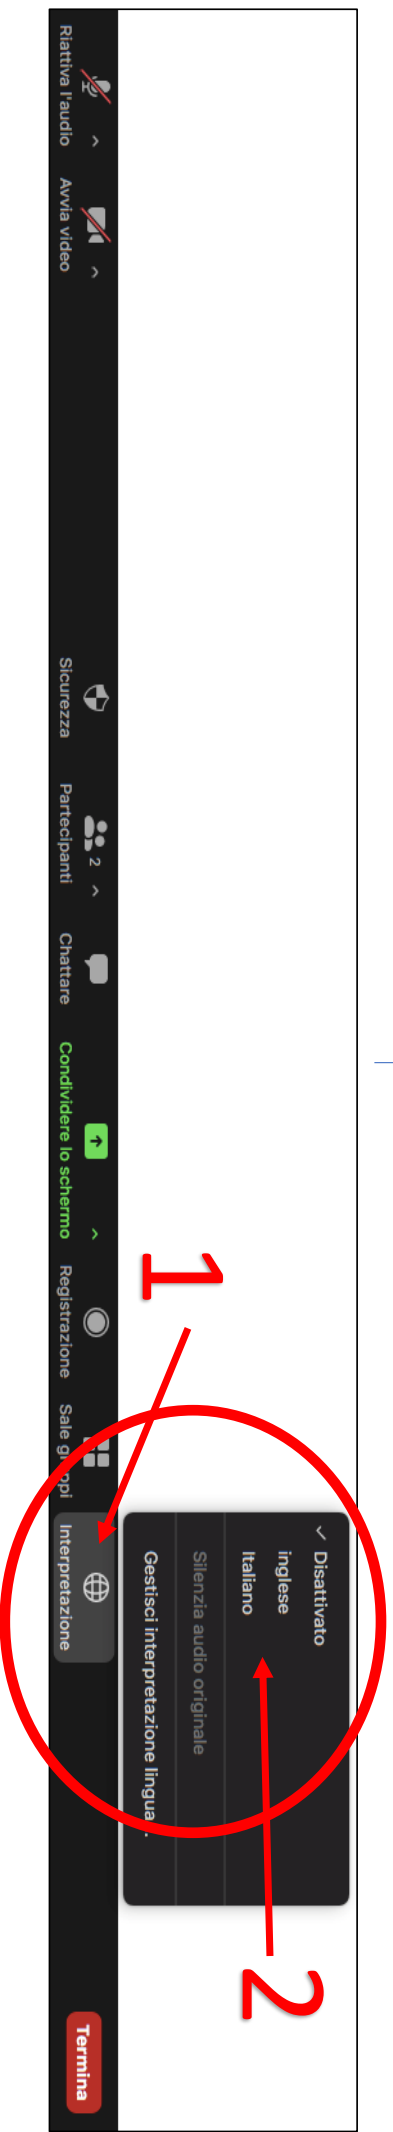 Disattivato
inglese
Italiano
Silenzia audio originale
Gestisci interpretazione lingua
1
2
2
Riattiva l'audio
Avvia video
Sicurezza
Partecipanti
Chattare
Condividere lo schermo
Registrazione
Sale gruppi
Interpretazione
Termina